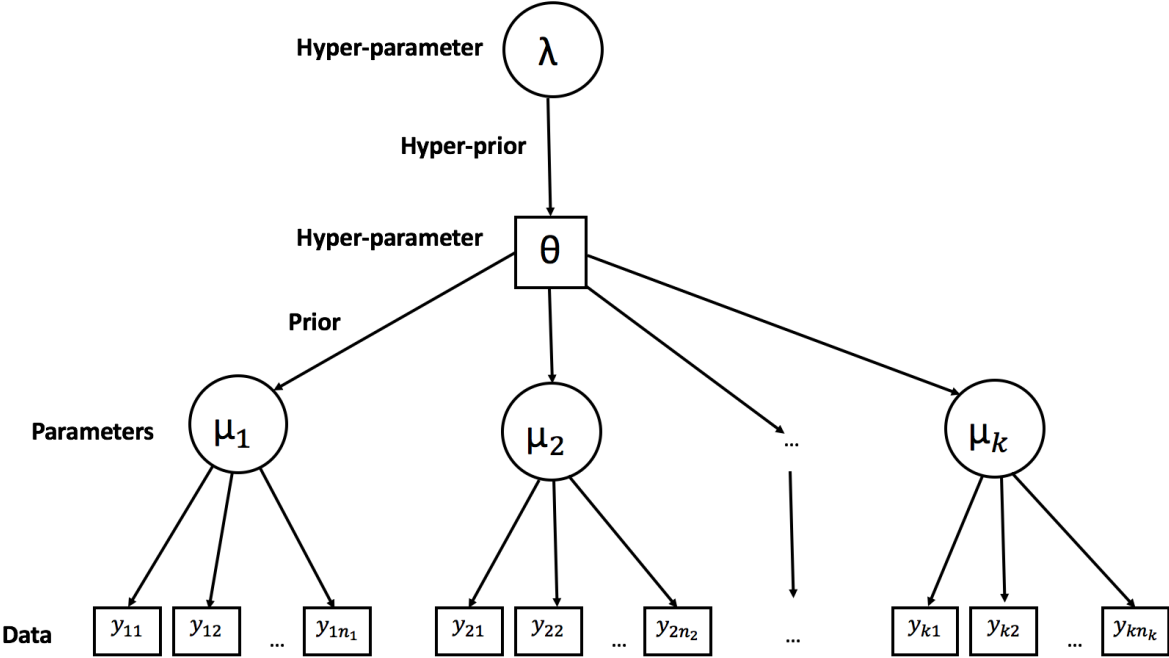 Hyper-parameter λ
Hyper-prior
Hyper-parameter θ
Prior
Parameters μ₁ μ₂ ... μₖ
Data y₁₁ y₁₂ ... y₁ₙ₁ y₂₁ y₂₂ ... y₂ₙ₂ ... yₖ₁ yₖ₂ ... yₖₙₖ